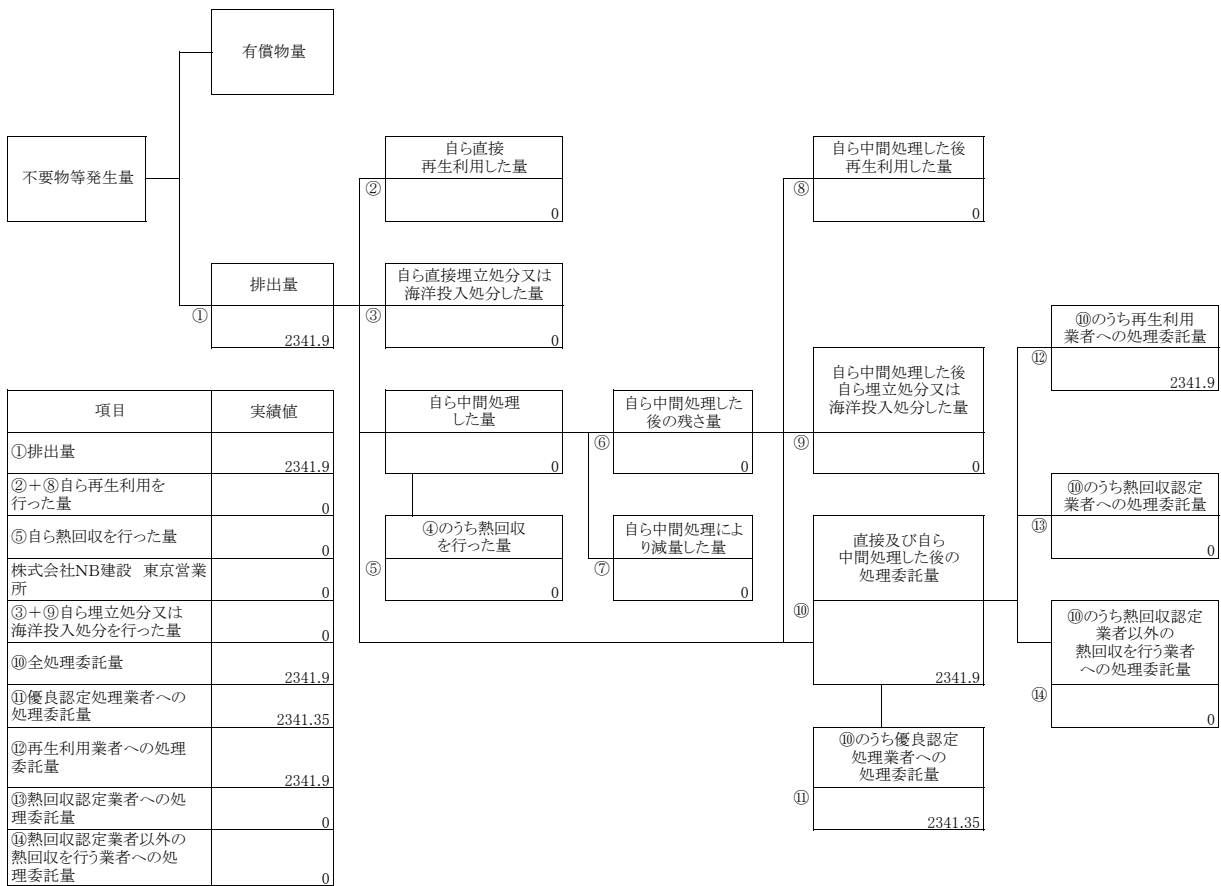 有償物量
不要物等発生量
自ら直接
再生利用した量
②
0
自ら中間処理した後
再生利用した量
⑧
0
排出量
①
2341.9
自ら直接埋立処分又は
海洋投入処分した量
③
0
⑩のうち再生利用
業者への処理委託量
⑫
2341.9
自ら中間処理
した量
0
自ら中間処理した
後の残さ量
⑥
0
自ら中間処理した後
自ら埋立処分又は
海洋投入処分した量
⑨
0
⑩のうち熱回収認定
業者への処理委託量
⑬
0
④のうち熱回収
を行った量
⑤
0
自ら中間処理によ
り減量した量
⑦
0
直接及び自ら
中間処理した後の
処理委託量
⑩
2341.9
⑩のうち熱回収認定
業者以外の
熱回収を行う業者
への処理委託量
⑭
0
⑩のうち優良認定
処理業者への
処理委託量
⑪
2341.35
項目 実績値
①排出量
2341.9
②+⑧自ら再生利用を
行った量
0
⑤自ら熱回収を行った量
0
株式会社NB建設 東京営業
所
0
③+⑨自ら埋立処分又は
海洋投入処分を行った量
0
⑩全処理委託量
2341.9
⑪優良認定処理業者への
処理委託量
2341.35
⑫再生利用業者への処理
委託量
2341.9
⑬熱回収認定業者への処
理委託量
0
⑭熱回収認定業者以外の
熱回収を行う業者への処
理委託量
0